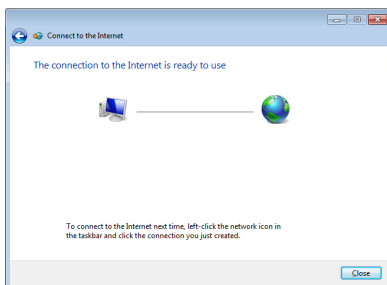 Connect to the Internet
The connection to the Internet is ready to use
To connect to the Internet next time, left-click the network icon in
the taskbar and click the connection you just created.
Close